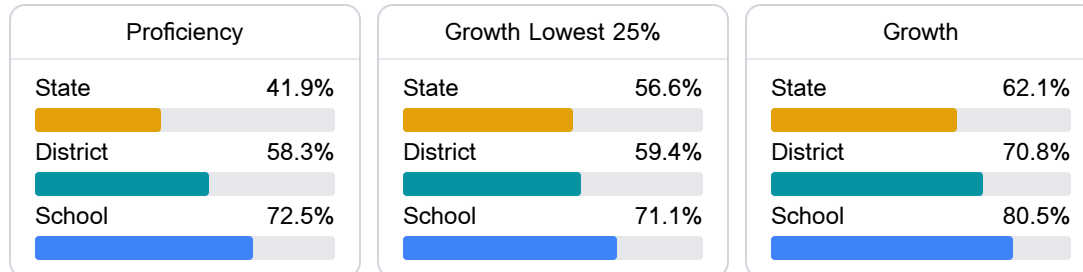 Proficiency
State 41.9%
District 58.3%
School 72.5%
Growth Lowest 25%
State 56.6%
District 59.4%
School 71.1%
Growth
State 62.1%
District 70.8%
School 80.5%